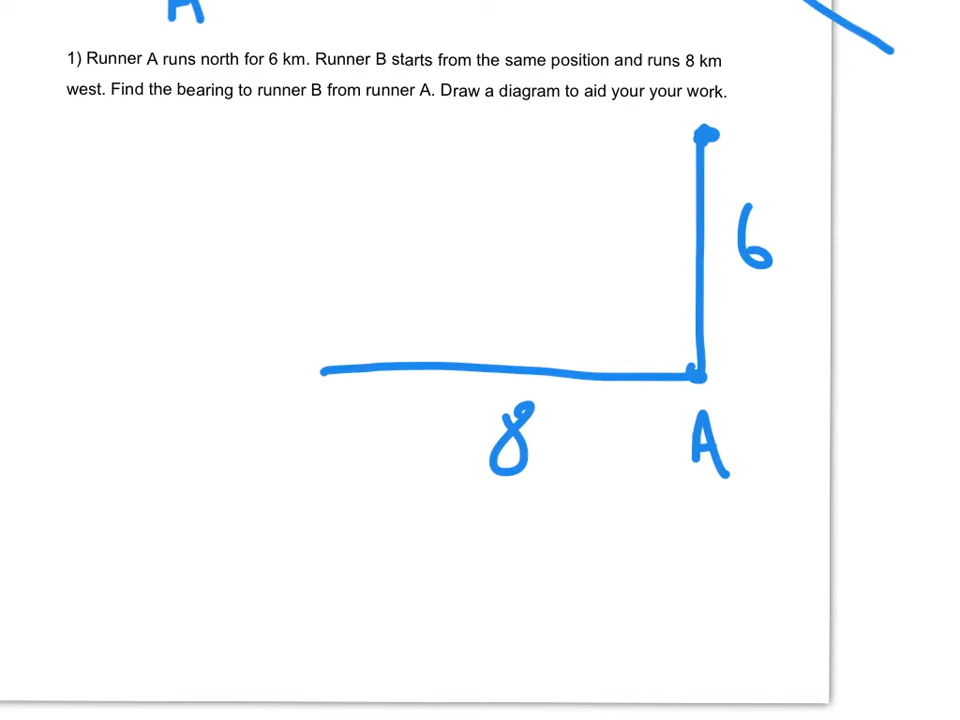 A
1) Runner A runs north for 6 km. Runner B starts from the same position and runs 8 km
west. Find the bearing to runner B from runner A. Draw a diagram to aid your your work.
6
8
A